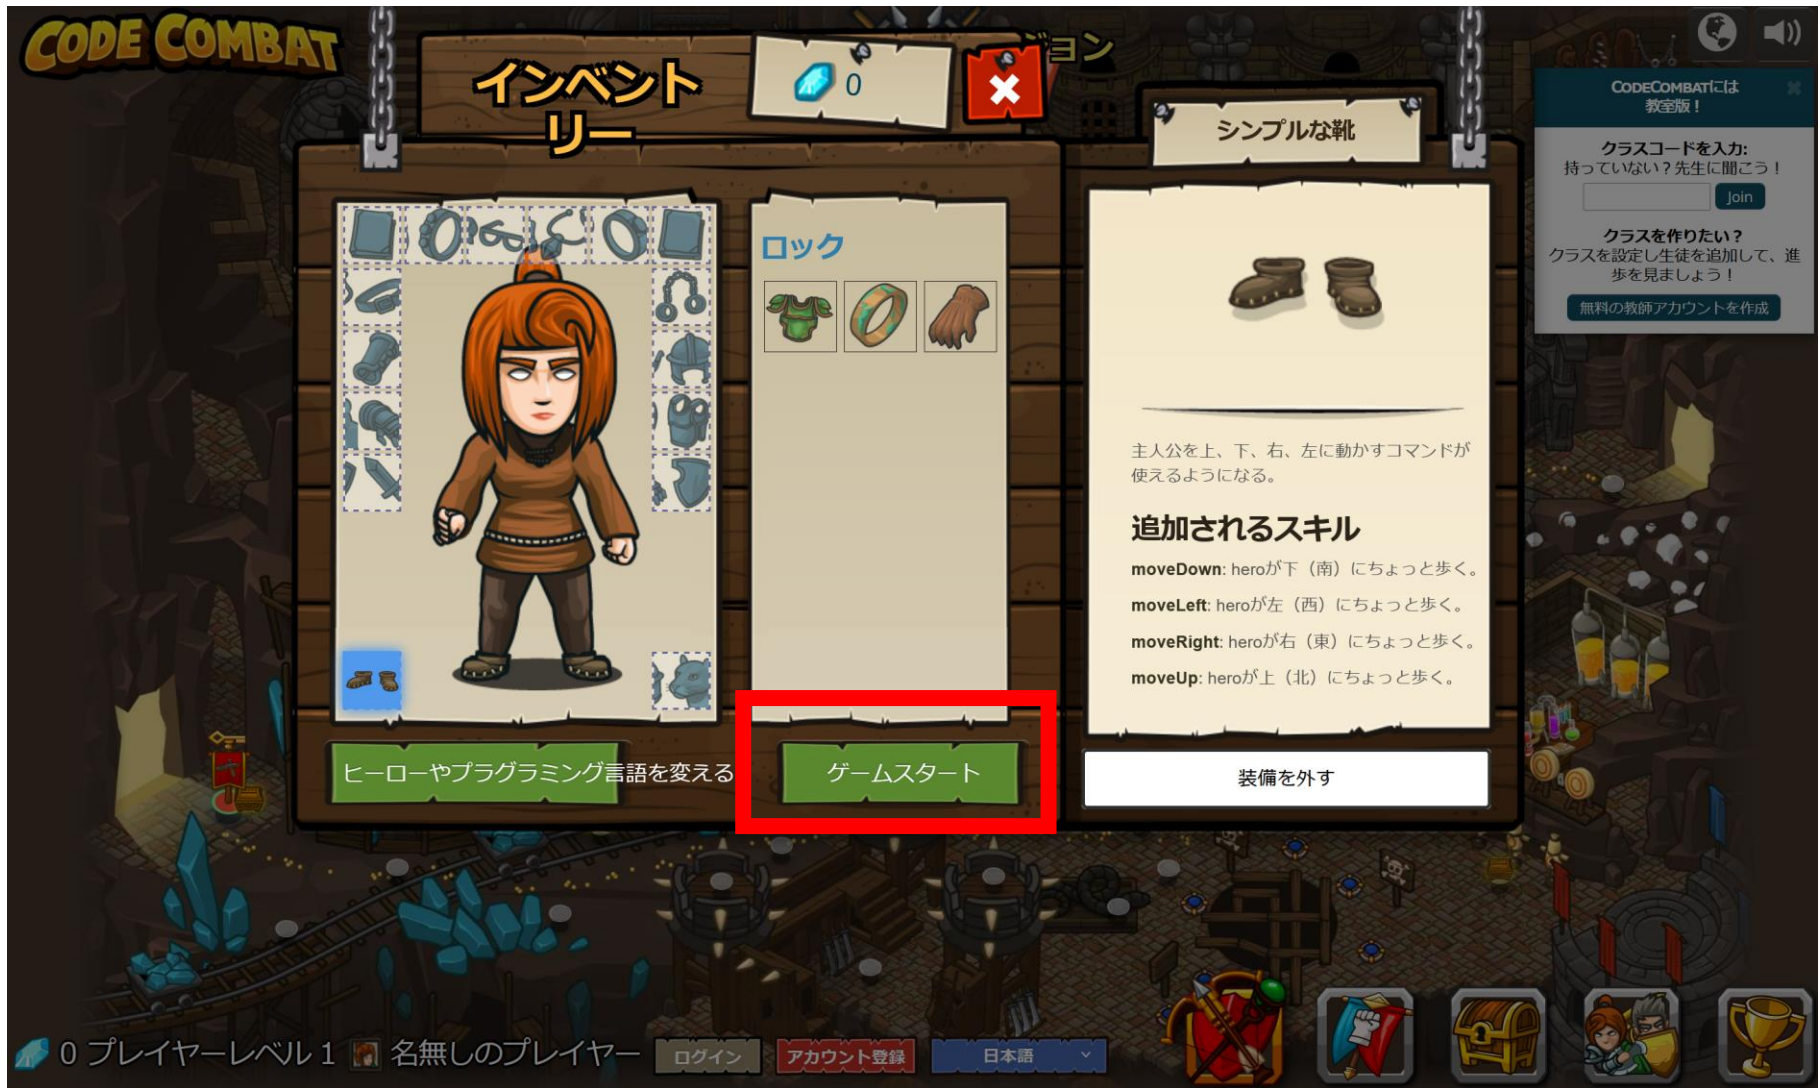 CODE COMBAT
インベント
リー
0
ジョン
シンプルな靴
CODECOMBATには
教室版！
クラスコードを入力:
持っていない？先生に聞こう！
Join
クラスを作りたい？
クラスを設定し生徒を追加して、進
歩を見ましょう！
無料の教師アカウントを作成
ロック
主人公を上、下、右、左に動かすコマンドが
使えるようになる。
追加されるスキル
moveDown: heroが下（南）にちょっと歩く。
moveLeft: heroが左（西）にちょっと歩く。
moveRight: heroが右（東）にちょっと歩く。
moveUp: heroが上（北）にちょっと歩く。
ヒーローやプラグラミング言語を変える
ゲームスタート
装備を外す
0 プレイヤーレベル 1 名無しのプレイヤー
ログイン
アカウント登録
日本語